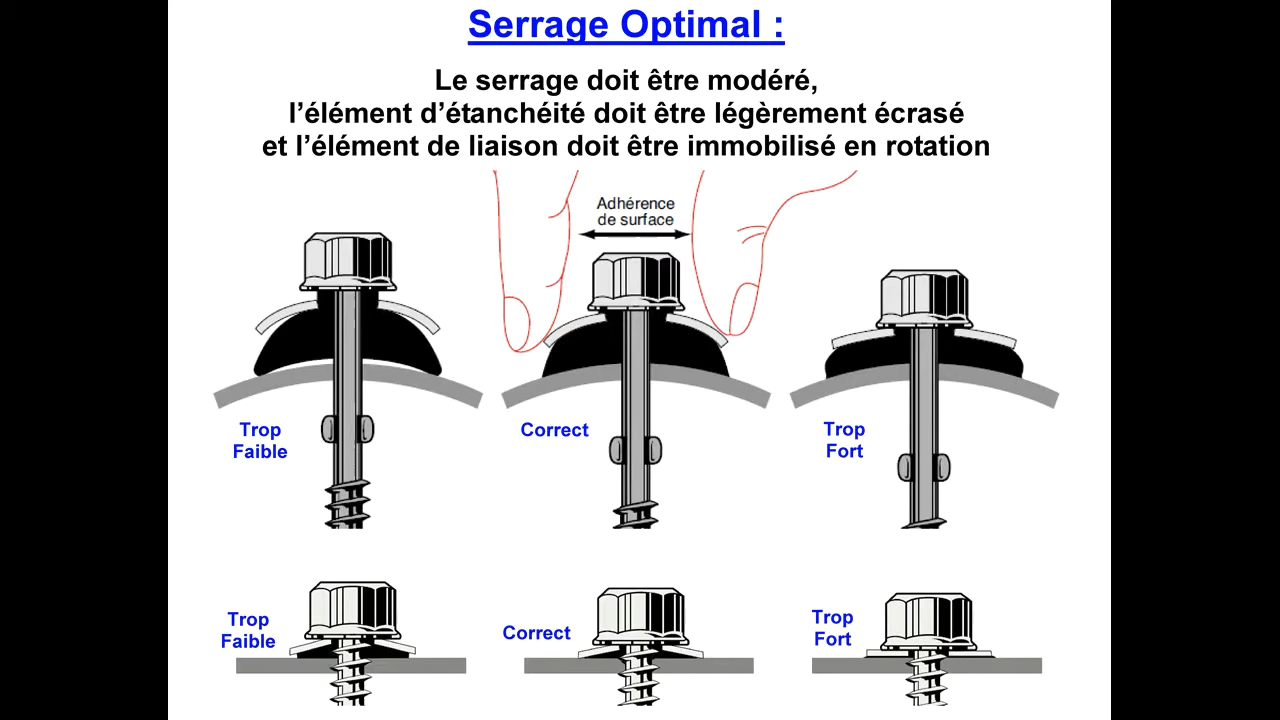 Serrage Optimal :
Le serrage doit être modéré,
l’élément d’étanchéité doit être légèrement écrasé
et l’élément de liaison doit être immobilisé en rotation
Adhérence
de surface
Trop
Faible
Correct
Trop
Fort
Trop
Faible
Correct
Trop
Fort